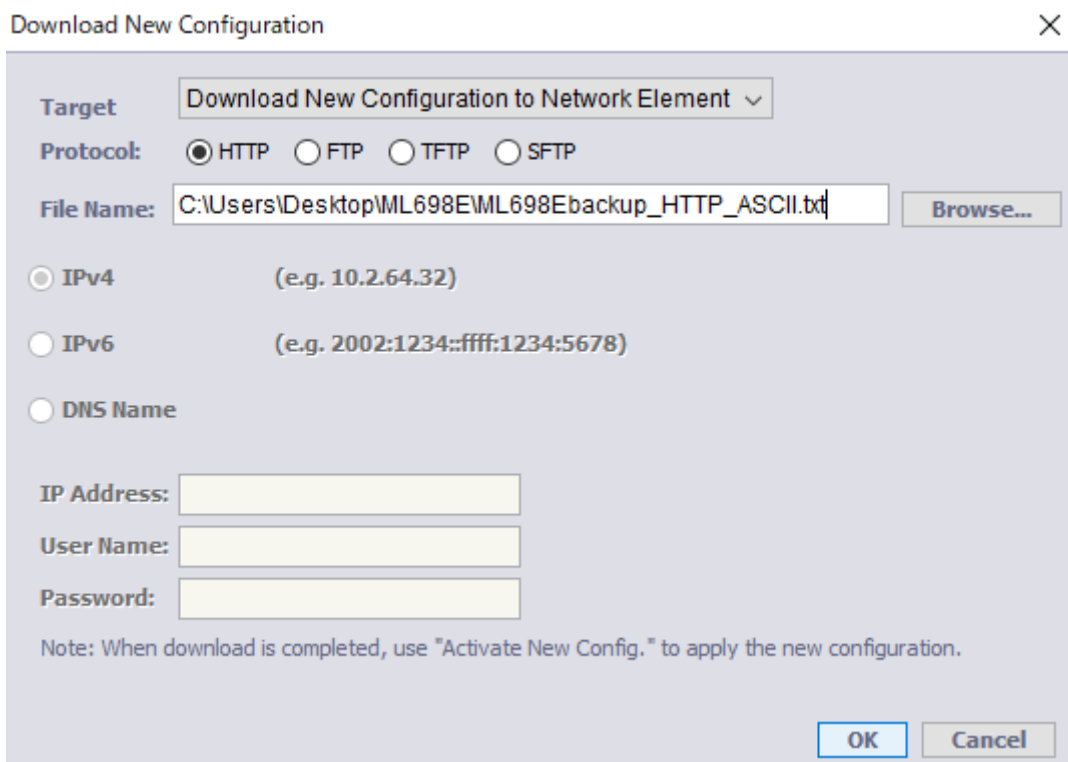 Download New Configuration
Target Download New Configuration to Network Element
Protocol: HTTP FTP TFTP SFTP
File Name: C:\Users\Desktop\ML698E\ML698Ebackup_HTTP_ASCII.txt Browse...
IPv4 (e.g. 10.2.64.32)
IPv6 (e.g. 2002:1234::ffff:1234:5678)
DNS Name
IP Address:
User Name:
Password:
Note: When download is completed, use "Activate New Config." to apply the new configuration.
OK Cancel